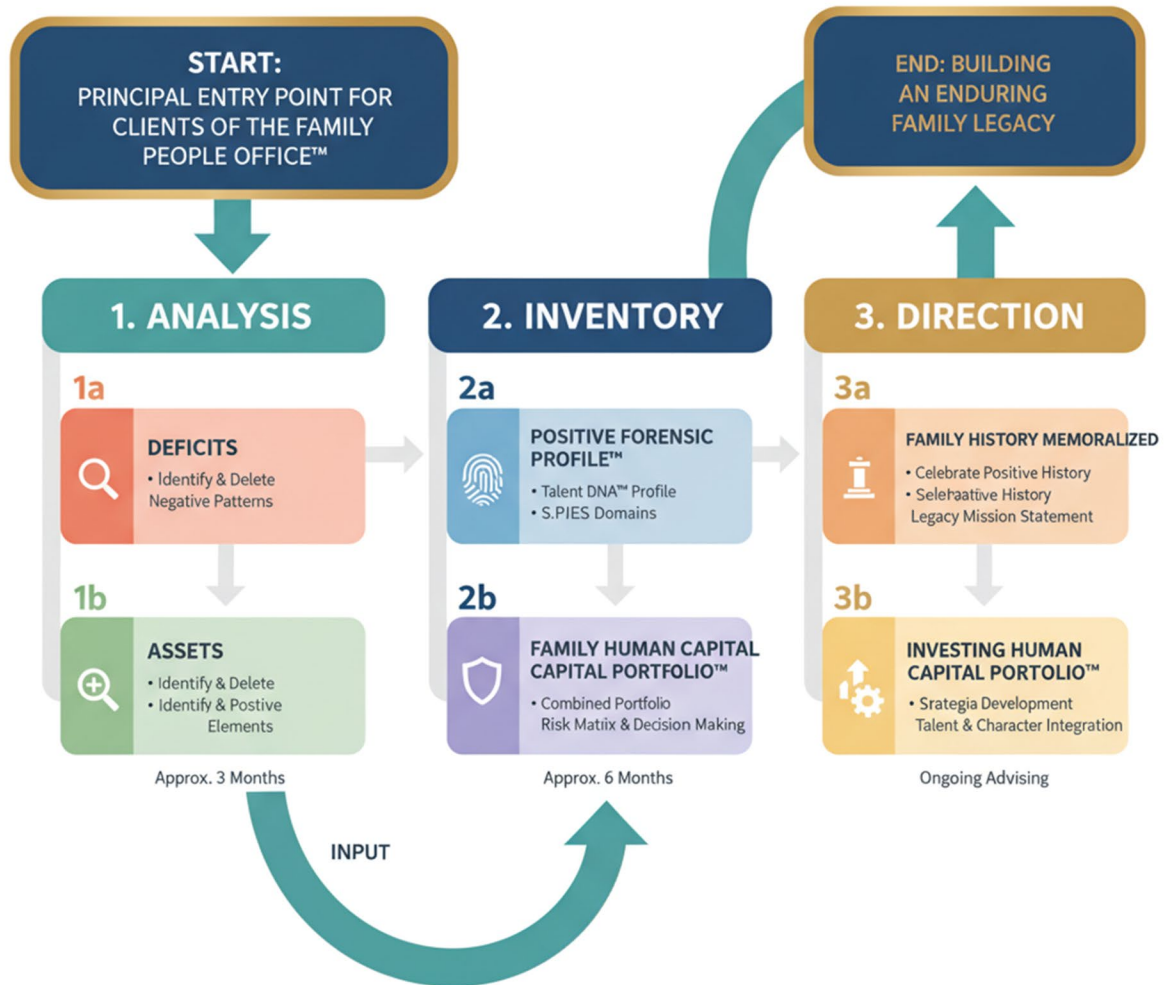 START:
PRINCIPAL ENTRY POINT FOR
CLIENTS OF THE FAMILY
PEOPLE OFFICE™
END: BUILDING
AN ENDURING
FAMILY LEGACY
1. ANALYSIS
1a
DEFICITS
• Identify & Delete
Negative Patterns
1b
ASSETS
• Identify & Delete
• Identify & Postive
Elements
Approx. 3 Months
INPUT
2. INVENTORY
2a
POSITIVE FORENSIC
PROFILE™
• Talent DNA™ Profile
• S.PIES Domains
2b
FAMILY HUMAN CAPITAL
CAPITAL PORTFOLIO™
• Combined Portfolio
Risk Matrix & Decision Making
Approx. 6 Months
3. DIRECTION
3a
FAMILY HISTORY MEMORALIZED
• Celebrate Positive History
• History
Legacy Mission Statement
3b
INVESTING HUMAN
CAPITAL PORTOLIO™
• Srategia Development
Talent & Character Integration
Ongoing Advising